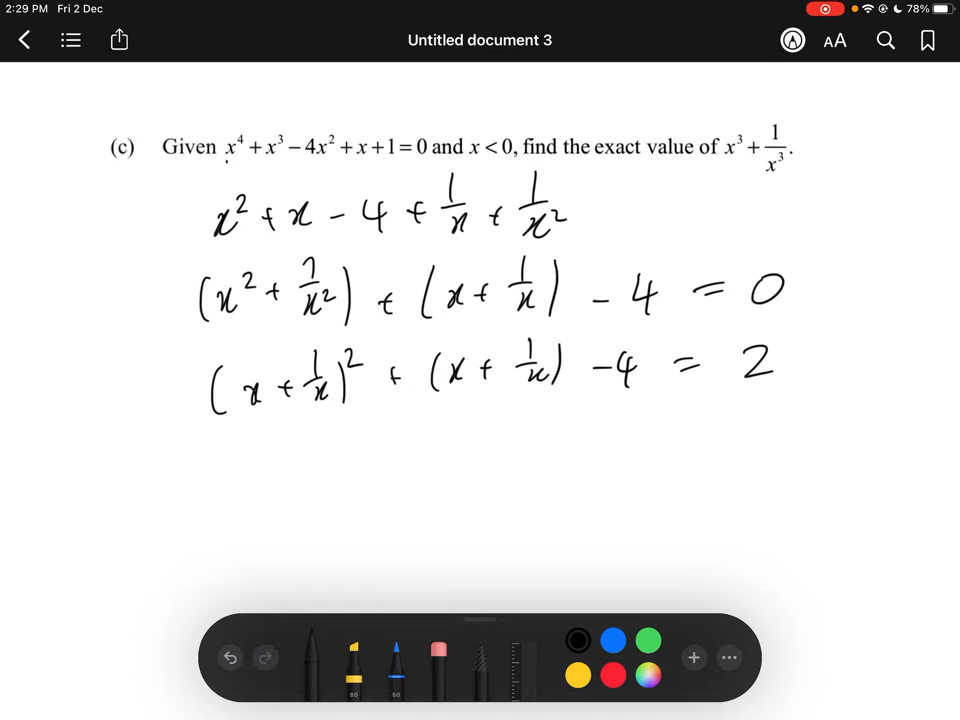 2:29 PM Fri 2 Dec 78%
Untitled document 3 AA
(c) Given x⁴ + x³ − 4x² + x + 1 = 0 and x < 0, find the exact value of x³ + 1/x³.
x² + x − 4 + 1/x + 1/x²
(x² + 1/x²) + (x + 1/x) − 4 = 0
(x + 1/x)² + (x + 1/x) − 4 = 2
80 50